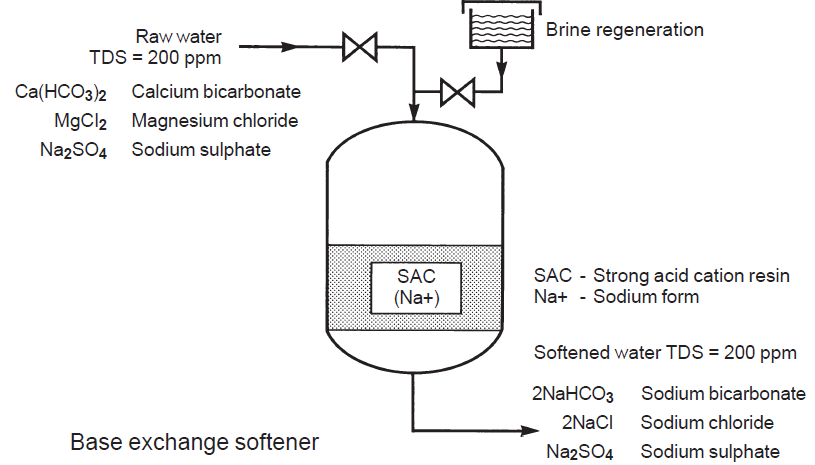 Raw water
TDS = 200 ppm
Ca(HCO3)2 Calcium bicarbonate
MgCl2 Magnesium chloride
Na2SO4 Sodium sulphate
Brine regeneration
SAC
(Na+)
SAC - Strong acid cation resin
Na+ - Sodium form
Softened water TDS = 200 ppm
2NaHCO3 Sodium bicarbonate
2NaCl Sodium chloride
Na2SO4 Sodium sulphate
Base exchange softener